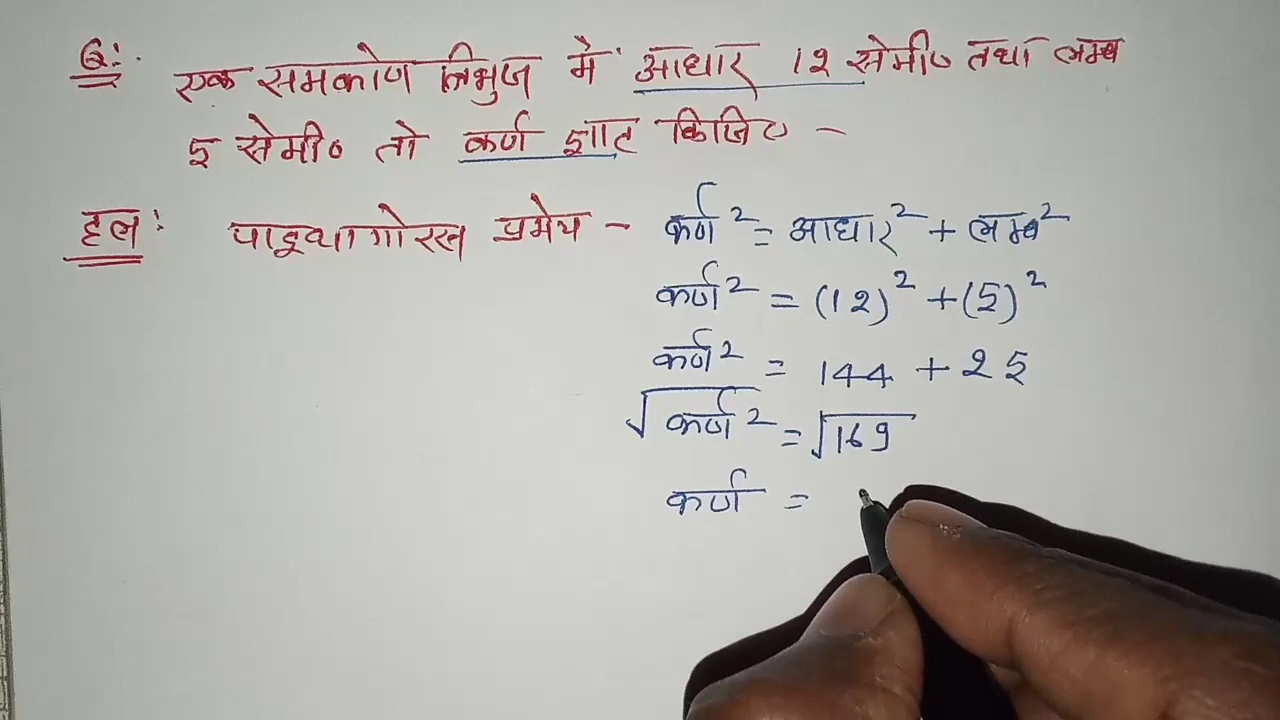 Q:
एक समकोण त्रिभुज में आधार 12 सेमी० तथा लम्ब
5 सेमी० तो कर्ण ज्ञात किजिए -
हल: पाइथागोरस प्रमेय - कर्ण² = आधार² + लम्ब²
कर्ण² = (12)² + (5)²
कर्ण² = 144 + 25
√कर्ण² = √169
कर्ण =